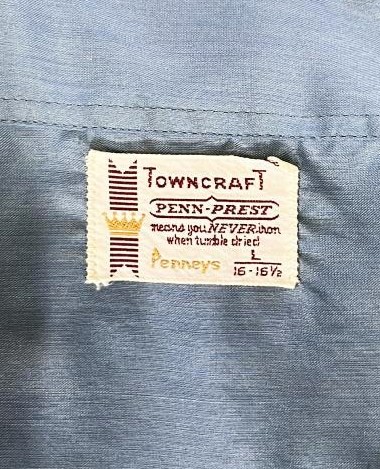 TOWNCRAFT
PENN-PREST
means you NEVER iron
when tumble dried
Penneys L
16-16½